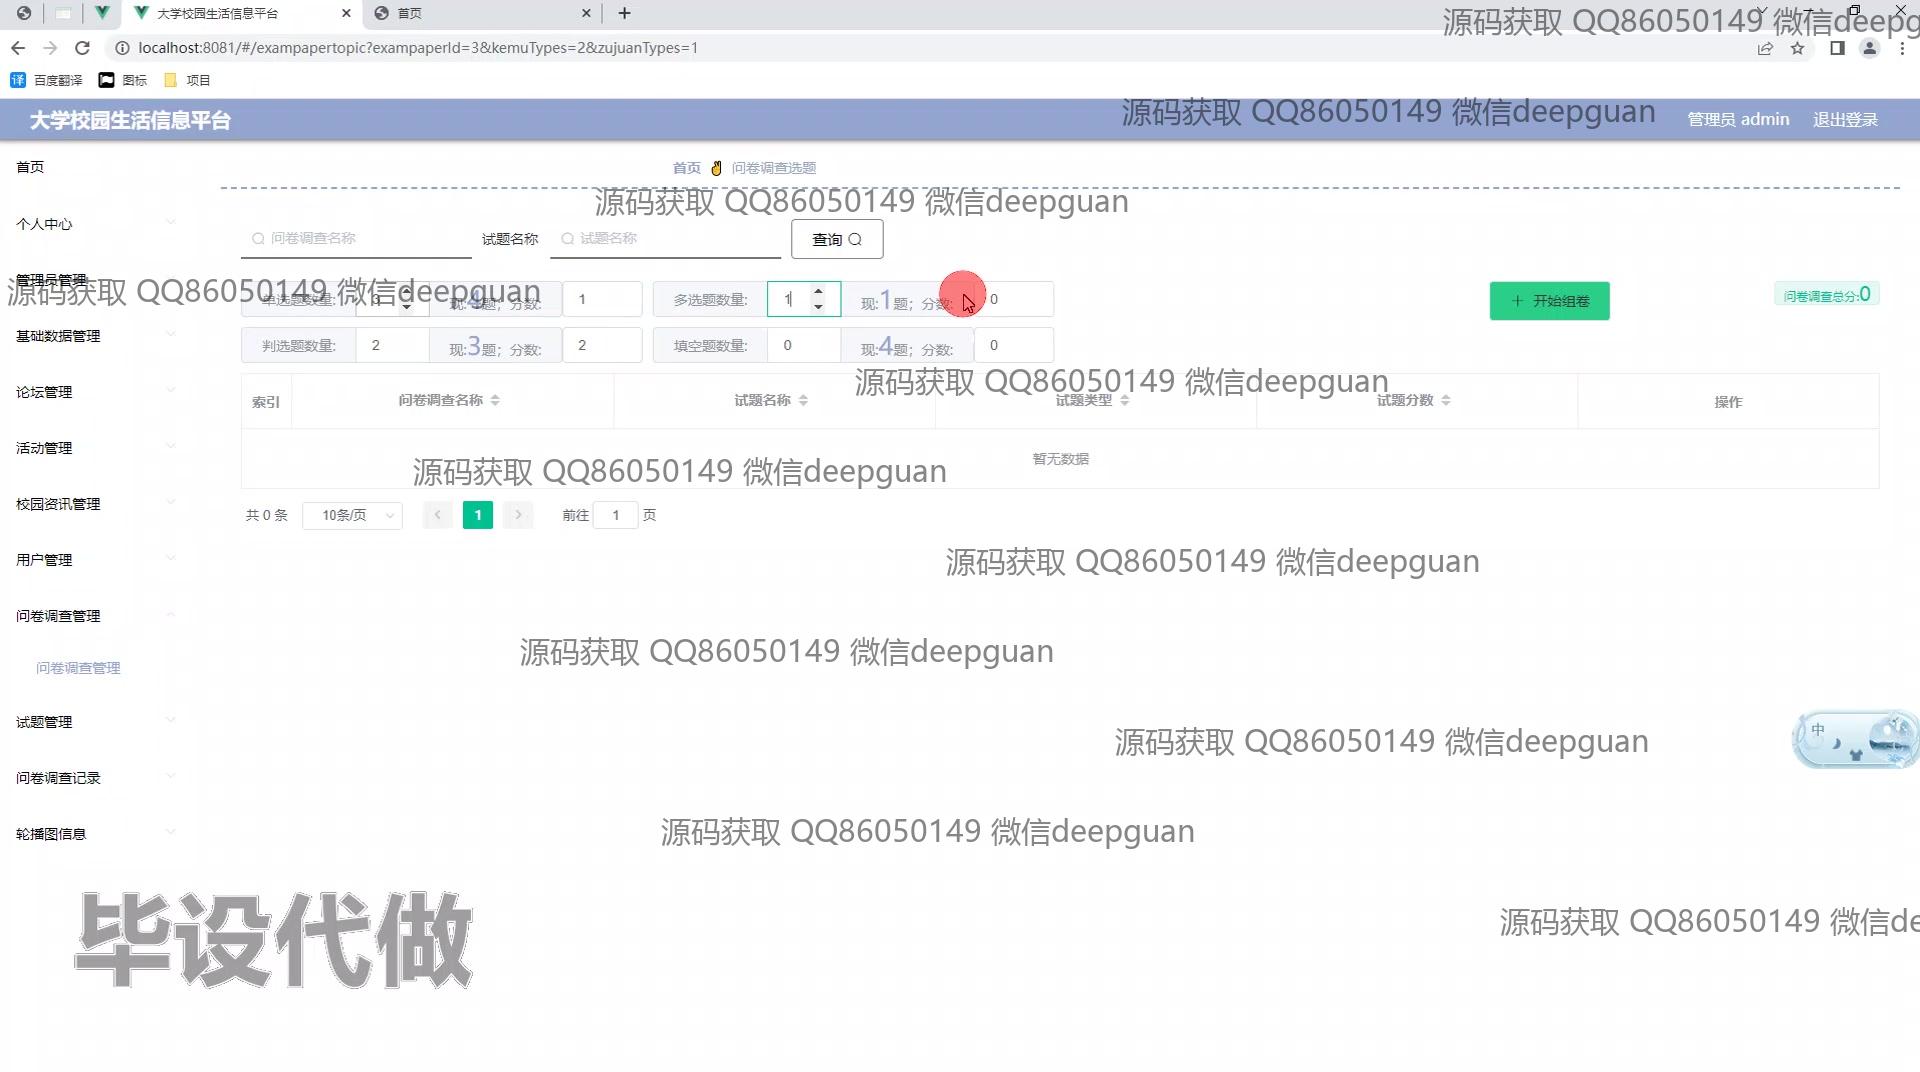 大学校园生活信息平台
首页
localhost:8081/#/exampapertopic?exampaperId=3&kemuTypes=2&zujuanTypes=1
源码获取 QQ86050149 微信deepg
百度翻译 图标 项目
大学校园生活信息平台
源码获取 QQ86050149 微信deepguan
管理员 admin 退出登录
首页
首页 问卷调查选题
源码获取 QQ86050149 微信deepguan
个人中心
问卷调查名称 试题名称 试题名称 查询
管理员管理
源码获取 QQ86050149 微信deepguan
单选题数量: 3 现:4题; 分数: 1 多选题数量: 1 现:1题; 分数: 0
+ 开始组卷
问卷调查总分:0
基础数据管理
判选题数量: 2 现:3题; 分数: 2 填空题数量: 0 现:4题; 分数: 0
源码获取 QQ86050149 微信deepguan
论坛管理
索引 问卷调查名称 试题名称 试题类型 试题分数 操作
活动管理
暂无数据
源码获取 QQ86050149 微信deepguan
校园资讯管理
共 0 条 10条/页 1 前往 1 页
用户管理
源码获取 QQ86050149 微信deepguan
问卷调查管理
源码获取 QQ86050149 微信deepguan
问卷调查管理
试题管理
源码获取 QQ86050149 微信deepguan
中
问卷调查记录
轮播图信息
源码获取 QQ86050149 微信deepguan
毕设代做
源码获取 QQ86050149 微信de